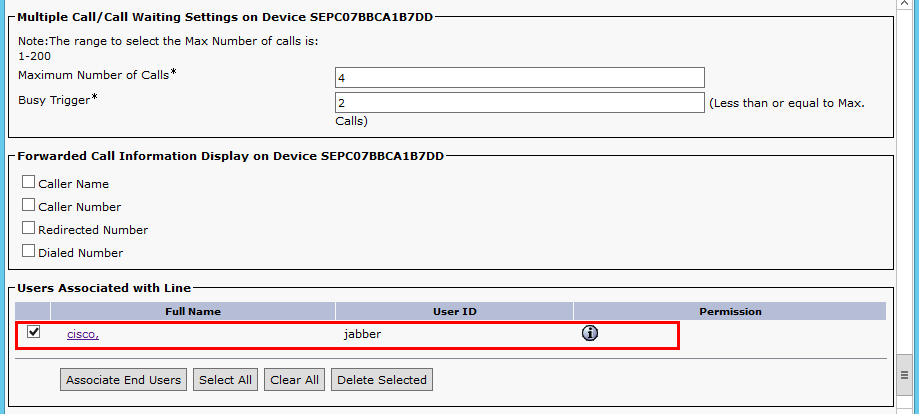 Multiple Call/Call Waiting Settings on Device SEPC07BBCA1B7DD
Note:The range to select the Max Number of calls is:
1-200
Maximum Number of Calls* 4
Busy Trigger* 2 (Less than or equal to Max.
Calls)
Forwarded Call Information Display on Device SEPC07BBCA1B7DD
Caller Name
Caller Number
Redirected Number
Dialed Number
Users Associated with Line
Full Name User ID Permission
cisco, jabber
Associate End Users Select All Clear All Delete Selected